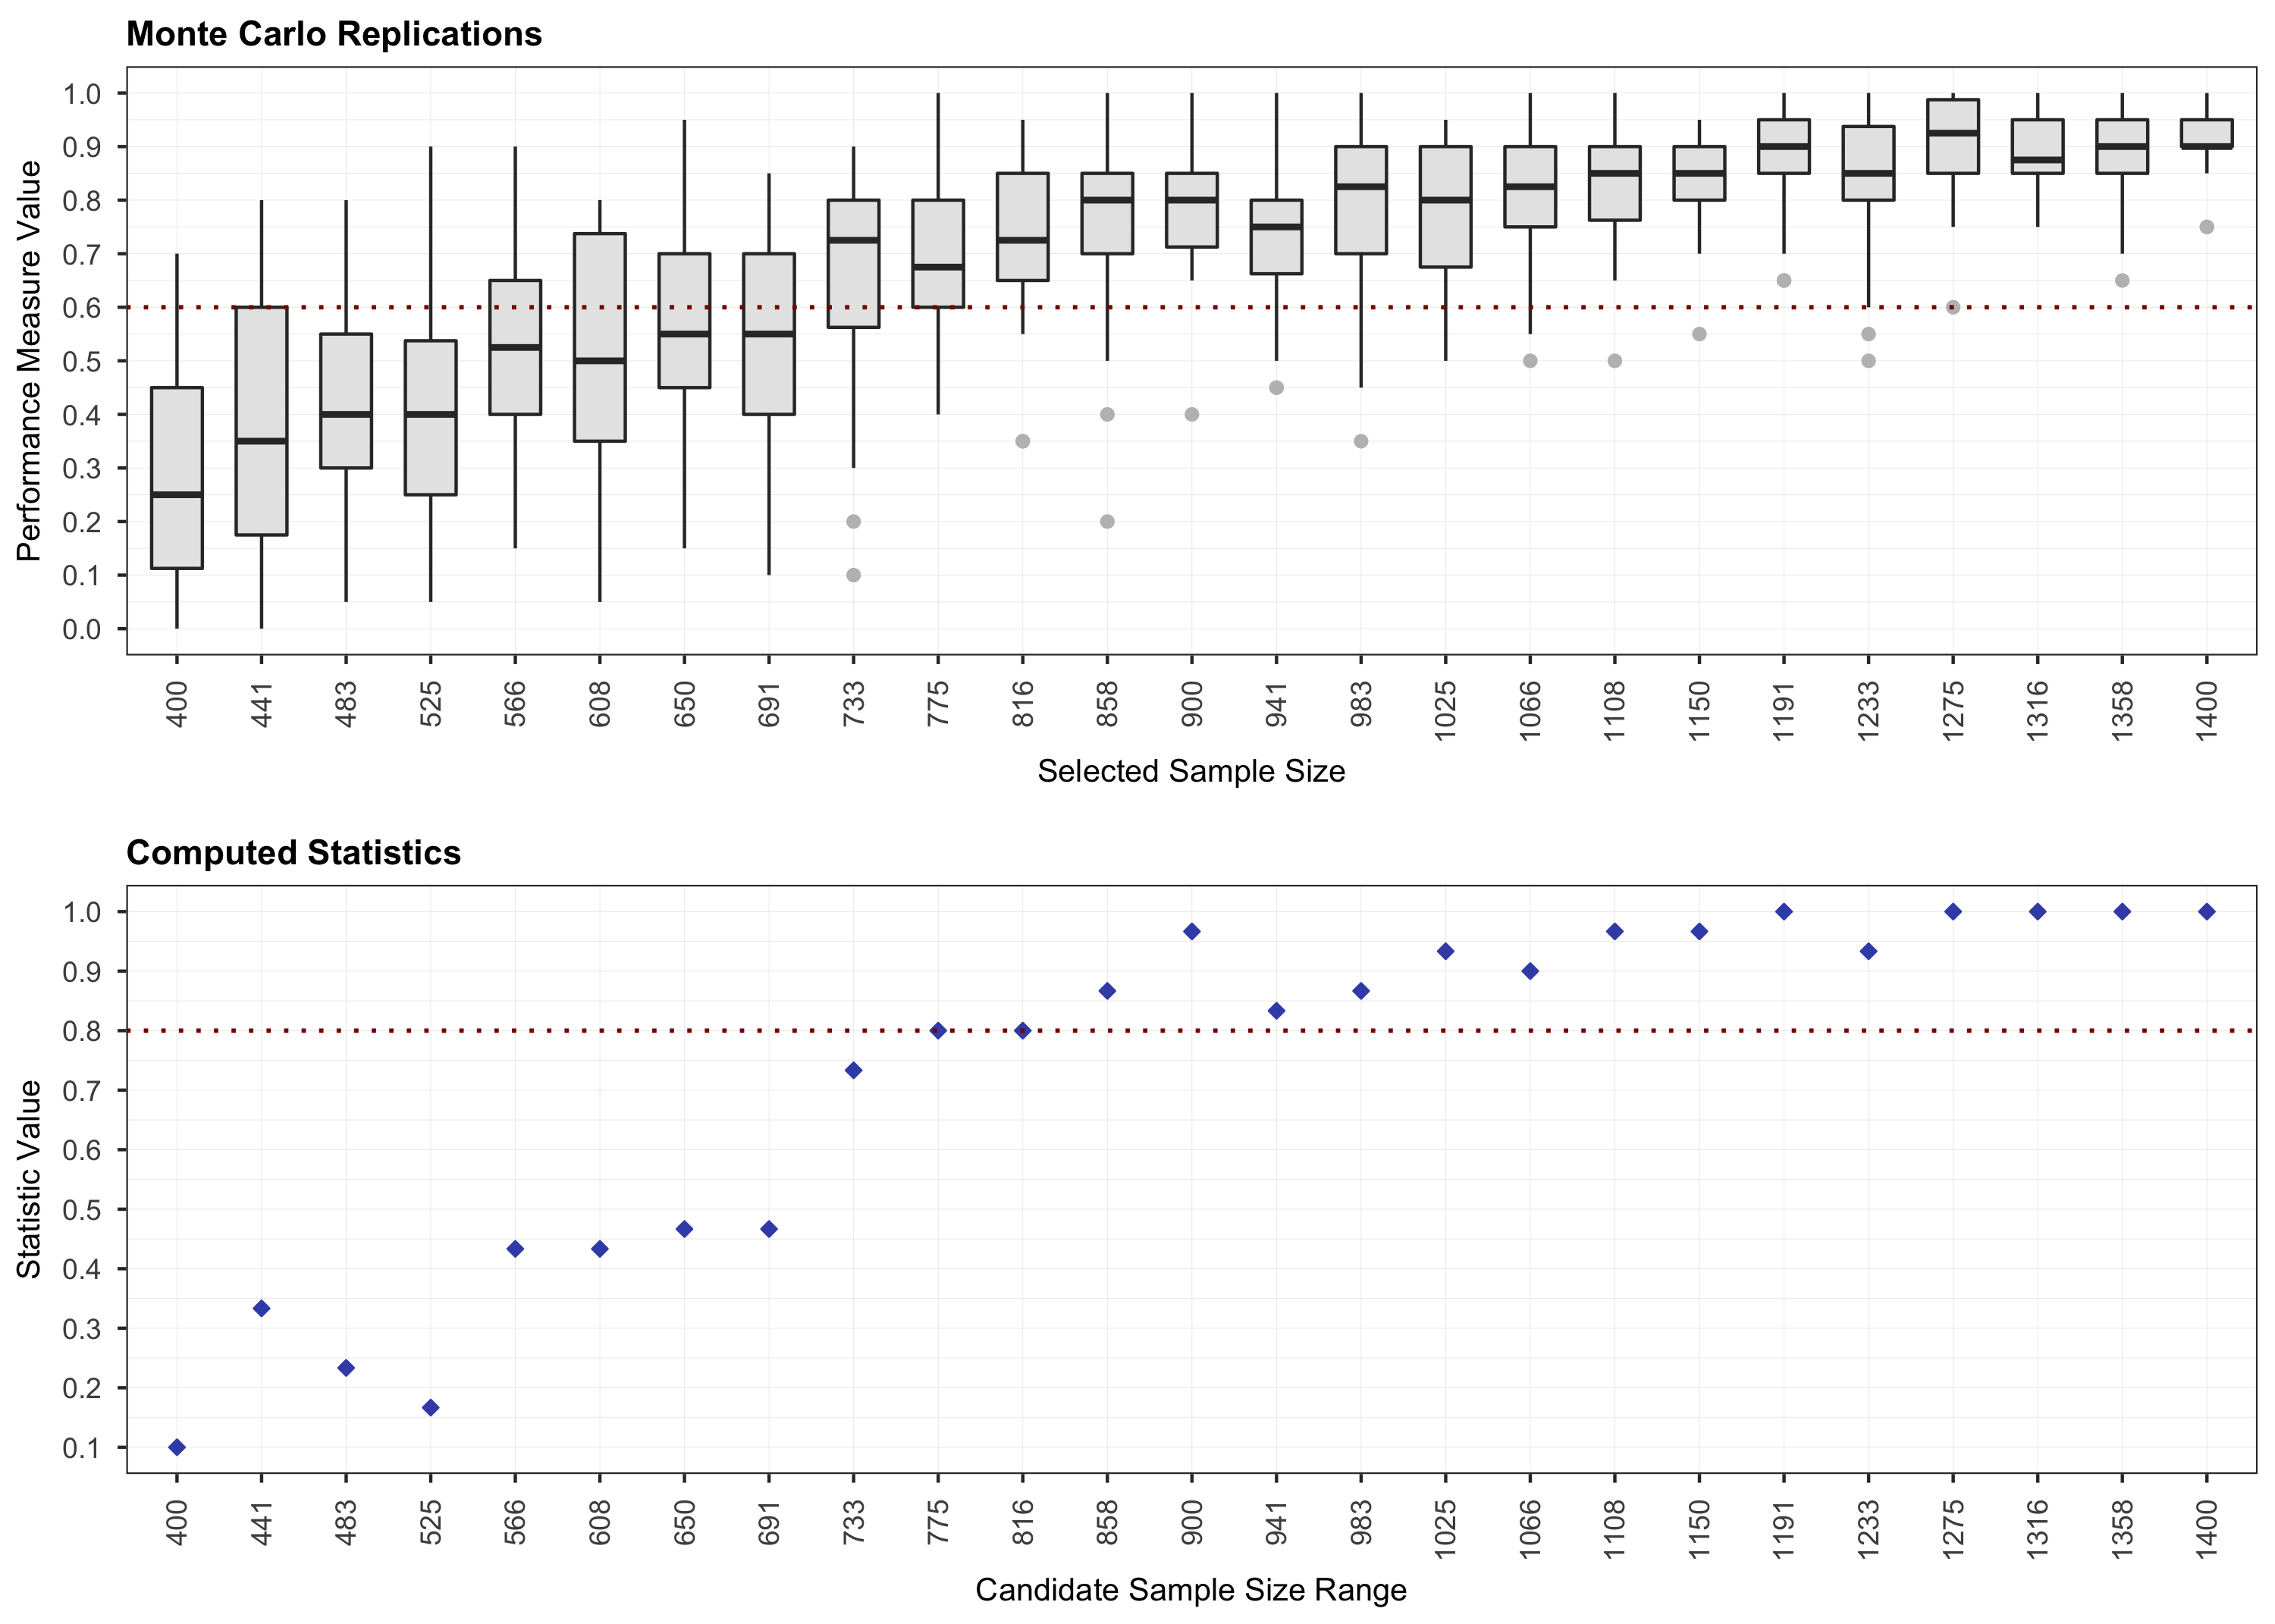 Monte Carlo Replications
Performance Measure Value
1.0
0.9
0.8
0.7
0.6
0.5
0.4
0.3
0.2
0.1
0.0
400 441 483 525 566 608 650 691 733 775 816 858 900 941 983 1025 1066 1108 1150 1191 1233 1275 1316 1358 1400
Selected Sample Size
Computed Statistics
Statistic Value
1.0
0.9
0.8
0.7
0.6
0.5
0.4
0.3
0.2
0.1
400 441 483 525 566 608 650 691 733 775 816 858 900 941 983 1025 1066 1108 1150 1191 1233 1275 1316 1358 1400
Candidate Sample Size Range